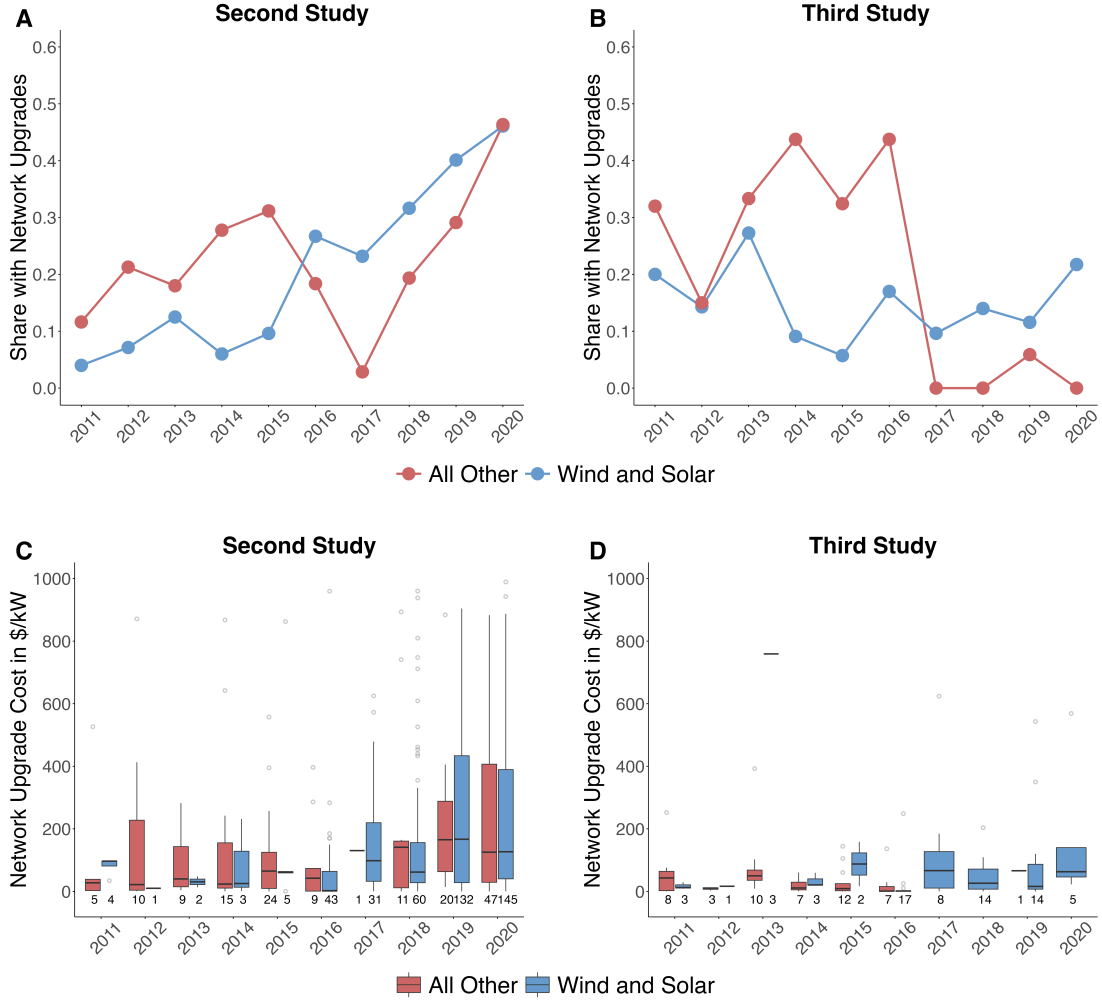 A
Second Study
Share with Network Upgrades
0.6
0.5
0.4
0.3
0.2
0.1
0.0
2011 2012 2013 2014 2015 2016 2017 2018 2019 2020
B
Third Study
Share with Network Upgrades
0.6
0.5
0.4
0.3
0.2
0.1
0.0
2011 2012 2013 2014 2015 2016 2017 2018 2019 2020
All Other Wind and Solar
C
Second Study
Network Upgrade Cost in $/kW
1000
800
600
400
200
0
5 4 10 1 9 2 15 3 24 5 9 43 1 31 11 60 20 132 47 145
2011 2012 2013 2014 2015 2016 2017 2018 2019 2020
D
Third Study
Network Upgrade Cost in $/kW
1000
800
600
400
200
0
8 3 3 1 10 3 7 3 12 2 7 17 8 14 1 14 5
2011 2012 2013 2014 2015 2016 2017 2018 2019 2020
All Other Wind and Solar